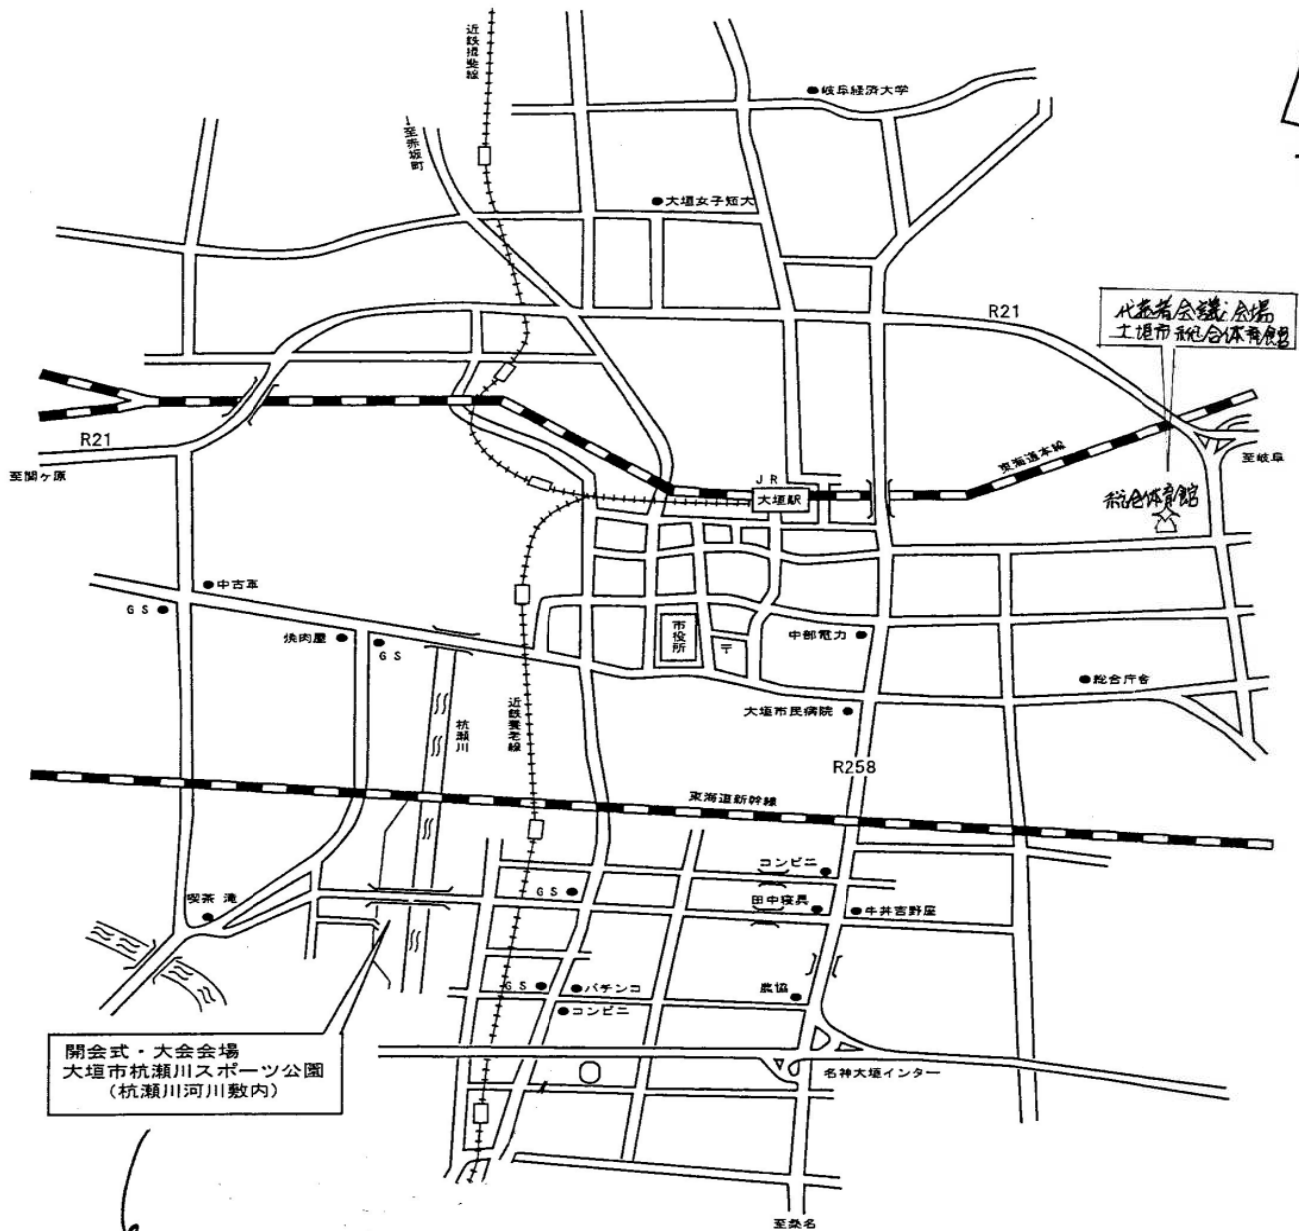 近鉄揖斐線
岐阜経済大学
至赤坂町
大垣女子短大
R21
代表者会議会場
大垣市総合体育館
R21
至関ヶ原
東海道本線
至岐阜
JR
大垣駅
総合体育館
中古車
GS
焼肉屋
GS
市役所
〒
中部電力
総合庁舎
大垣市民病院
近鉄養老線
杭瀬川
R258
東海道新幹線
コンビニ
GS
田中寝具
牛丼吉野屋
喫茶 滝
GS
パチンコ
農協
コンビニ
開会式・大会会場
大垣市杭瀬川スポーツ公園
(杭瀬川河川敷内)
名神大垣インター
至桑名